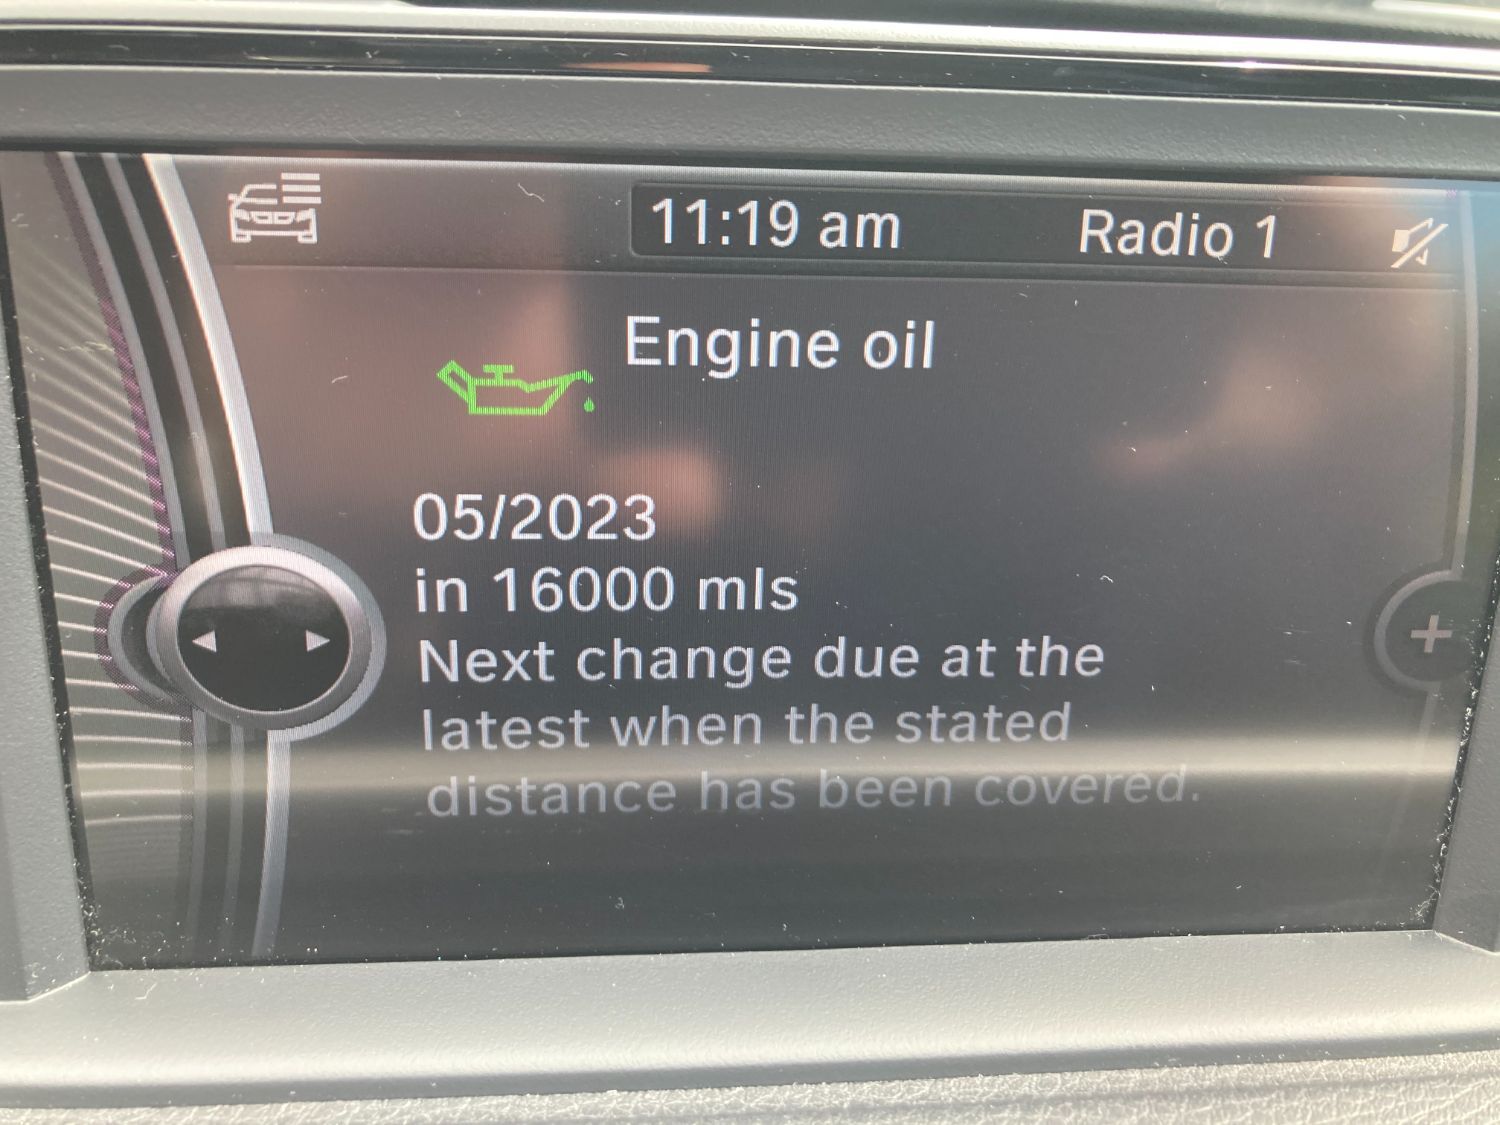 11:19 am Radio 1
Engine oil
05/2023
in 16000 mls
Next change due at the
latest when the stated
distance has been covered.
+